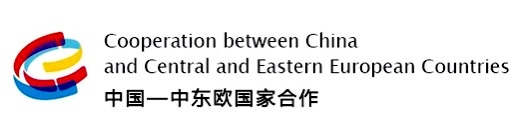 Cooperation between China
and Central and Eastern European Countries
中国—中东欧国家合作